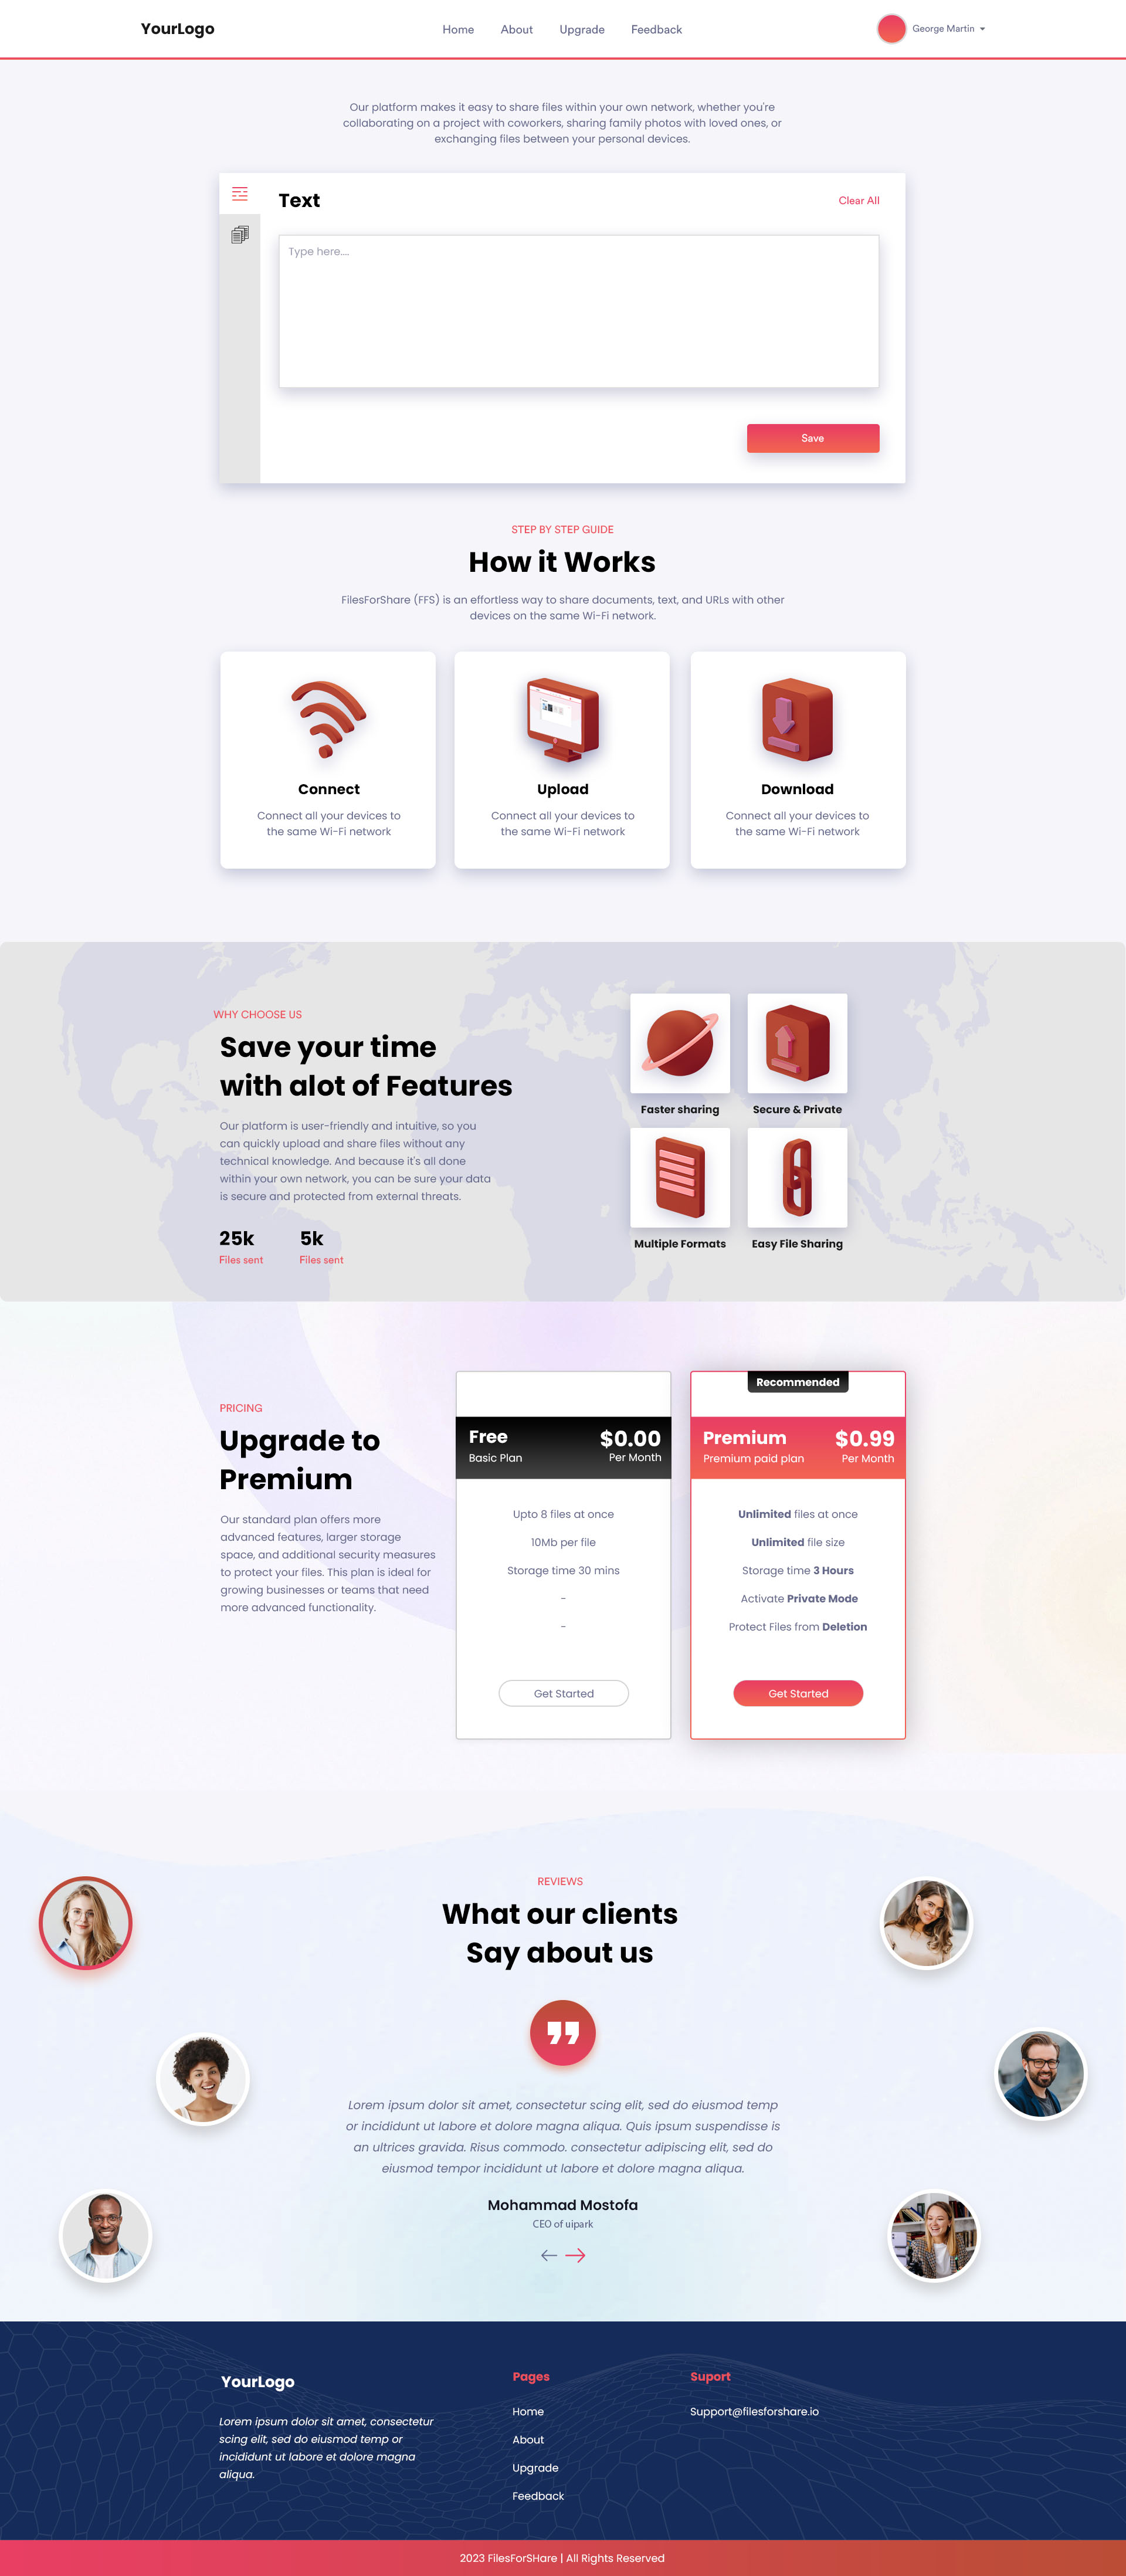 YourLogo
Home
About
Upgrade
Feedback
George Martin
Our platform makes it easy to share files within your own network, whether you're
collaborating on a project with coworkers, sharing family photos with loved ones, or
exchanging files between your personal devices.
Text
Clear All
Type here....
Save
STEP BY STEP GUIDE
How it Works
FilesForShare (FFS) is an effortless way to share documents, text, and URLs with other
devices on the same Wi-Fi network.
Connect
Connect all your devices to
the same Wi-Fi network
Upload
Connect all your devices to
the same Wi-Fi network
Download
Connect all your devices to
the same Wi-Fi network
WHY CHOOSE US
Save your time
with alot of Features
Our platform is user-friendly and intuitive, so you
can quickly upload and share files without any
technical knowledge. And because it's all done
within your own network, you can be sure your data
is secure and protected from external threats.
25k
Files sent
5k
Files sent
Faster sharing
Secure & Private
Multiple Formats
Easy File Sharing
PRICING
Upgrade to
Premium
Our standard plan offers more
advanced features, larger storage
space, and additional security measures
to protect your files. This plan is ideal for
growing businesses or teams that need
more advanced functionality.
Free
Basic Plan
$0.00
Per Month
Upto 8 files at once
10Mb per file
Storage time 30 mins
-
-
Get Started
Recommended
Premium
Premium paid plan
$0.99
Per Month
Unlimited files at once
Unlimited file size
Storage time 3 Hours
Activate Private Mode
Protect Files from Deletion
Get Started
REVIEWS
What our clients
Say about us
Lorem ipsum dolor sit amet, consectetur scing elit, sed do eiusmod temp
or incididunt ut labore et dolore magna aliqua. Quis ipsum suspendisse is
an ultrices gravida. Risus commodo. consectetur adipiscing elit, sed do
eiusmod tempor incididunt ut labore et dolore magna aliqua.
Mohammad Mostofa
CEO of uipark
YourLogo
Lorem ipsum dolor sit amet, consectetur
scing elit, sed do eiusmod temp or
incididunt ut labore et dolore magna
aliqua.
Pages
Home
About
Upgrade
Feedback
Suport
Support@filesforshare.io
2023 FilesForSHare | All Rights Reserved